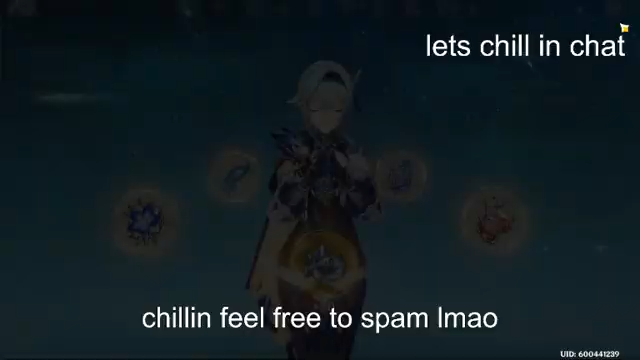 lets chill in chat
chillin feel free to spam lmao
UID: 600441239